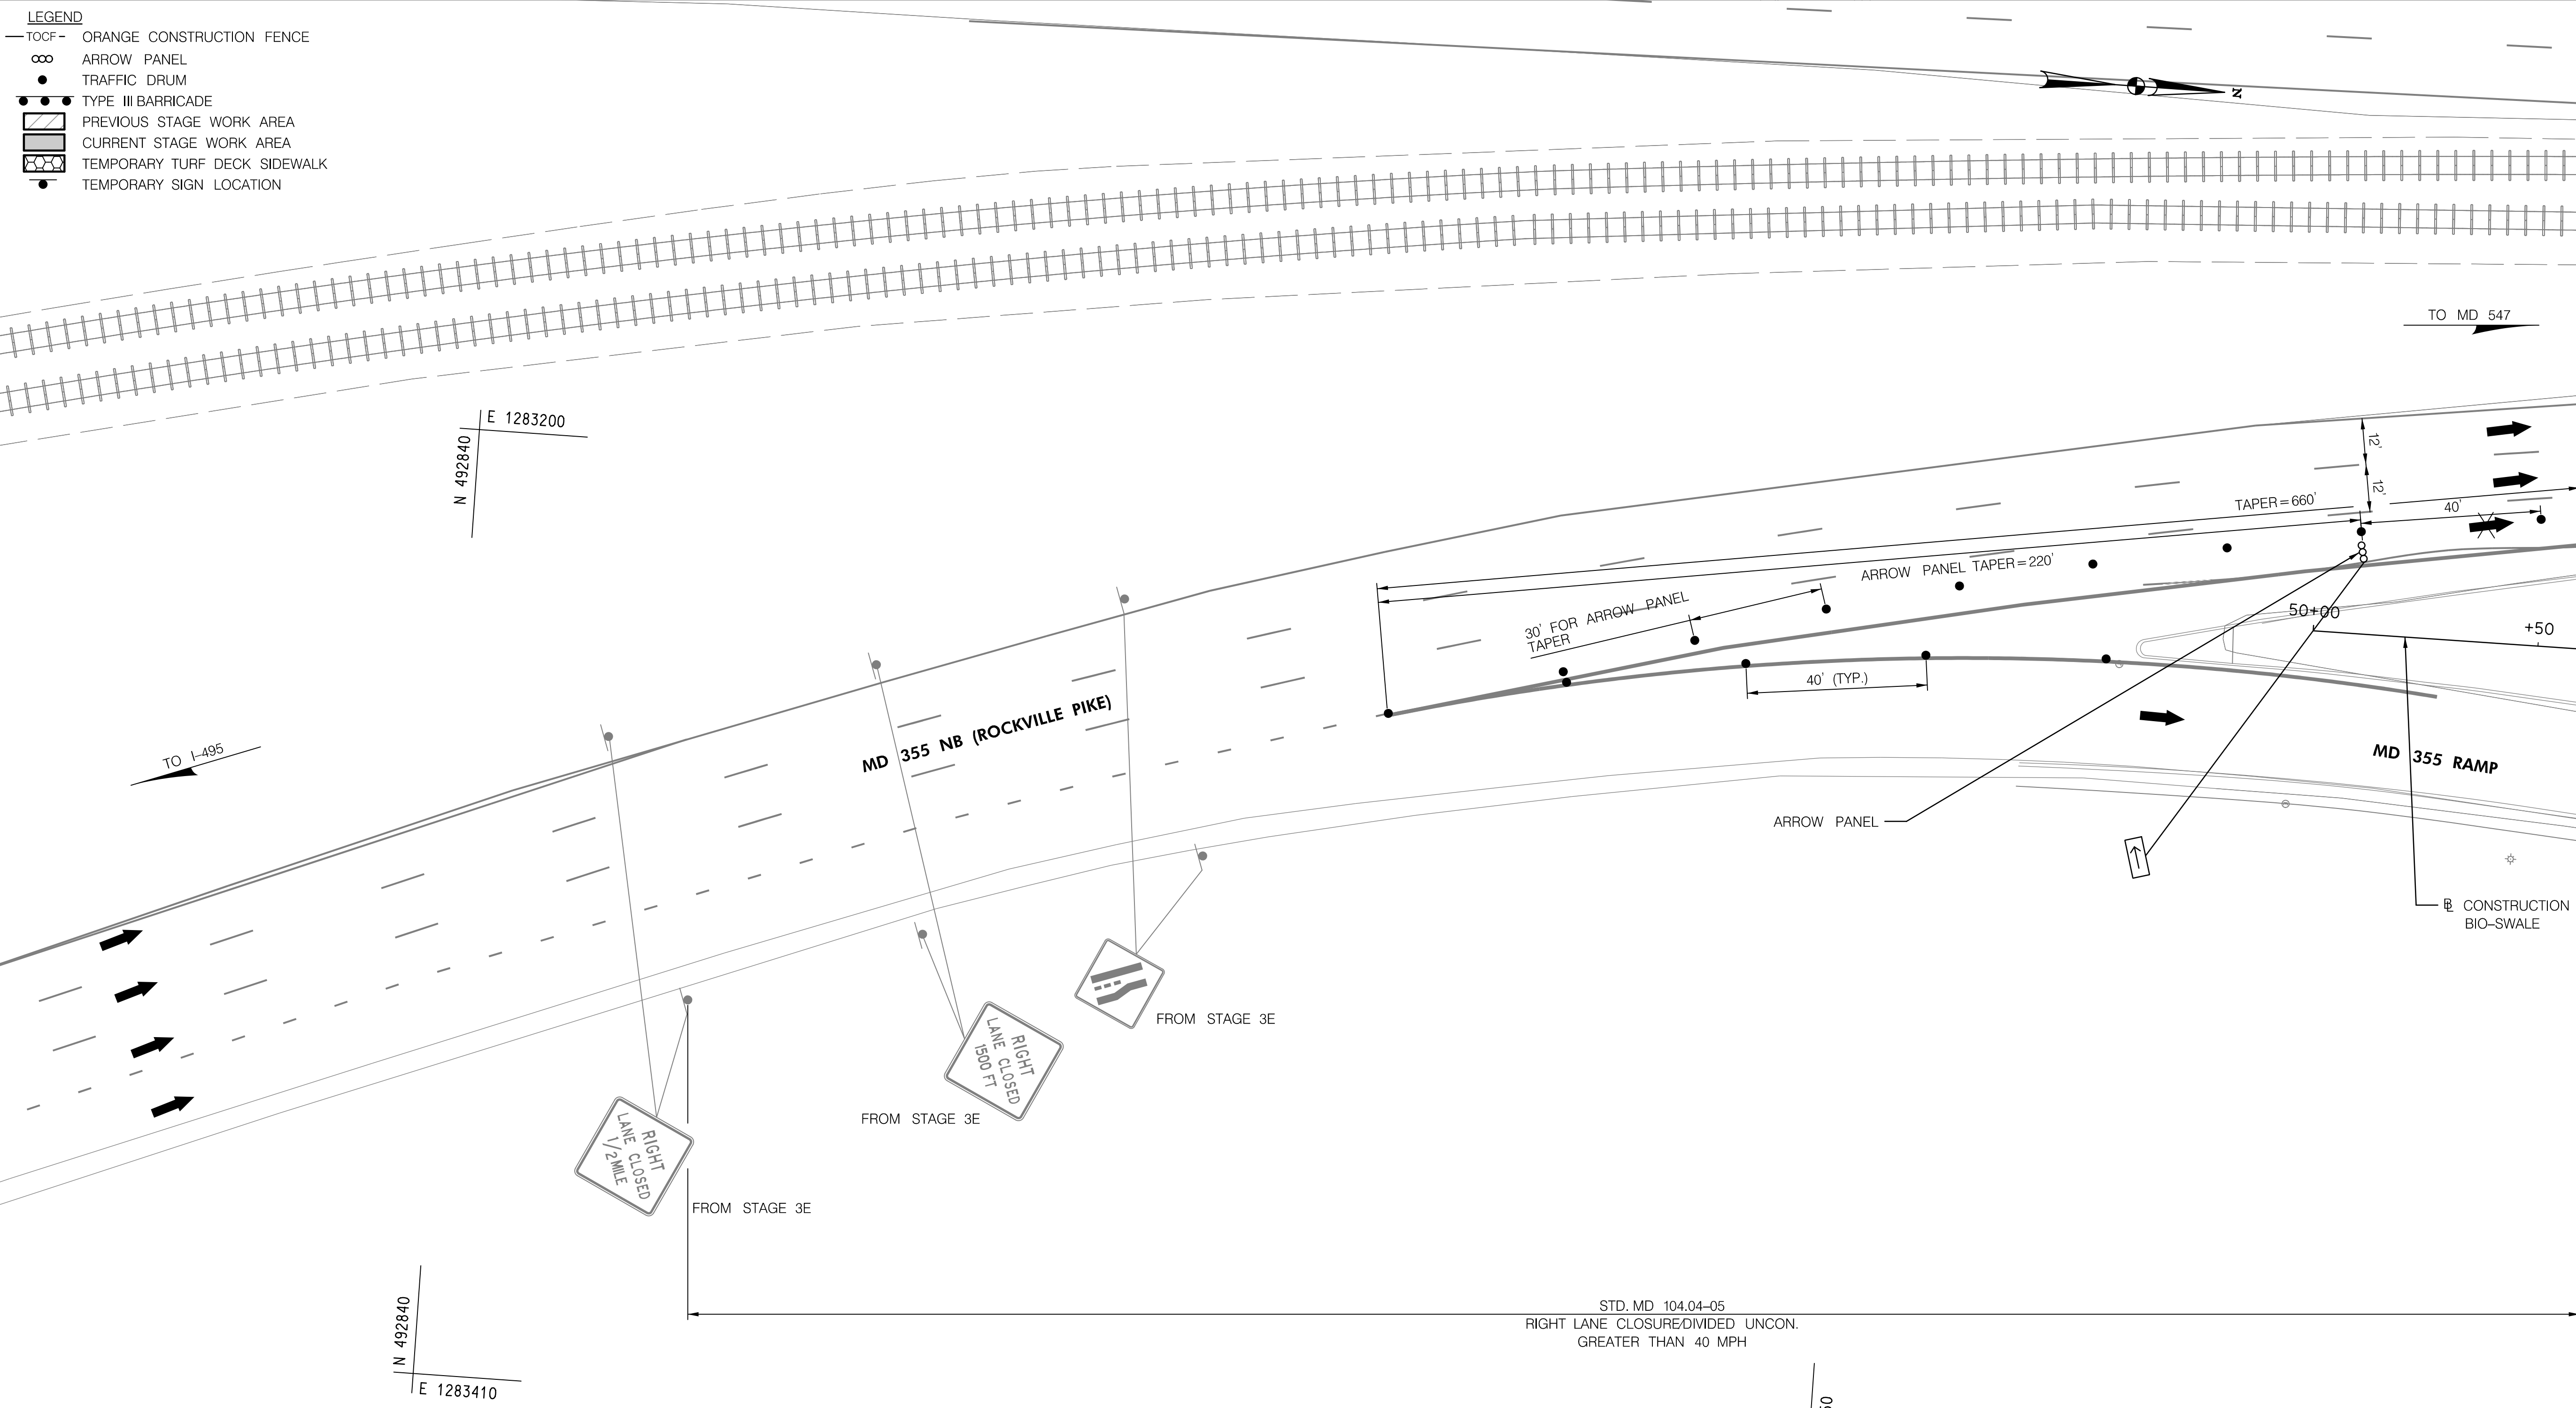 LEGEND
TOCF ORANGE CONSTRUCTION FENCE
ARROW PANEL
TRAFFIC DRUM
TYPE III BARRICADE
PREVIOUS STAGE WORK AREA
CURRENT STAGE WORK AREA
TEMPORARY TURF DECK SIDEWALK
TEMPORARY SIGN LOCATION
N
TO MD 547
E 1283200
N 492840
12'
12'
TAPER=660'
40'
ARROW PANEL TAPER=220'
30' FOR ARROW PANEL
TAPER
50+00
+50
40' (TYP.)
MD 355 NB (ROCKVILLE PIKE)
TO I-495
MD 355 RAMP
ARROW PANEL
BL CONSTRUCTION
BIO-SWALE
FROM STAGE 3E
RIGHT
LANE CLOSED
1500 FT
FROM STAGE 3E
RIGHT
LANE CLOSED
1/2 MILE
FROM STAGE 3E
STD. MD 104.04-05
RIGHT LANE CLOSURE/DIVIDED UNCON.
GREATER THAN 40 MPH
N 492840
E 1283410